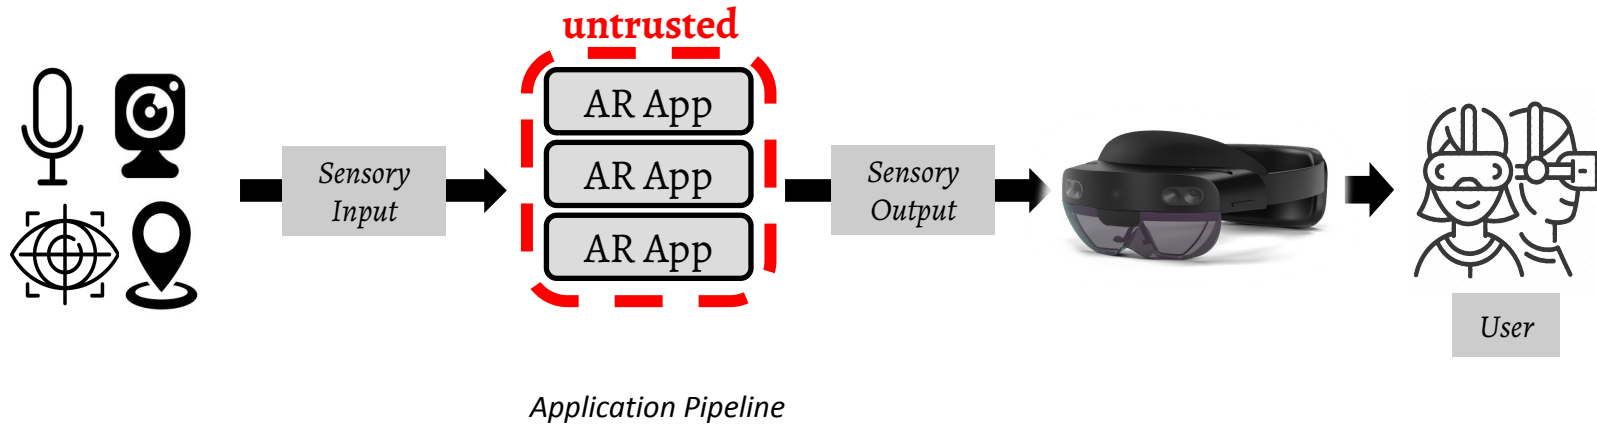 untrusted
AR App
AR App
AR App
Sensory
Input
Sensory
Output
User
Application Pipeline